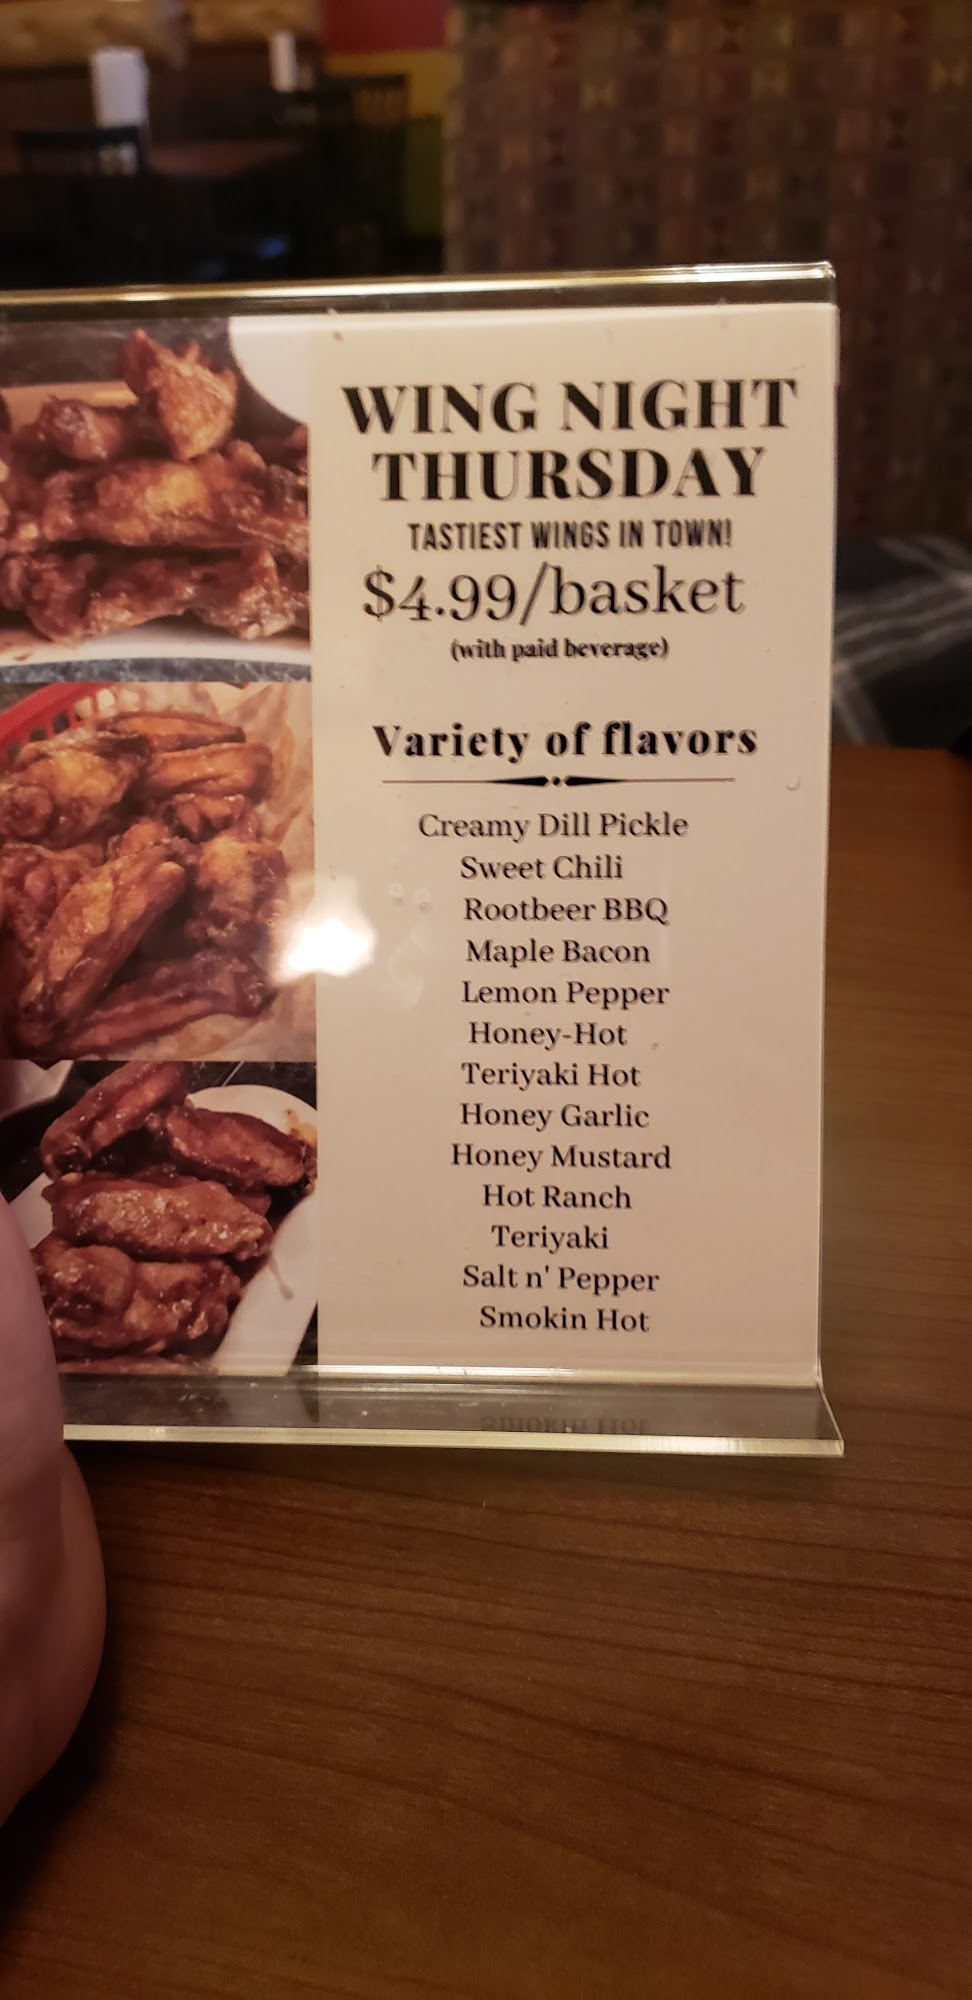 WING NIGHT
THURSDAY
TASTIEST WINGS IN TOWN!
$4.99/basket
(with paid beverage)
Variety of flavors
Creamy Dill Pickle
Sweet Chili
Rootbeer BBQ
Maple Bacon
Lemon Pepper
Honey-Hot
Teriyaki Hot
Honey Garlic
Honey Mustard
Hot Ranch
Teriyaki
Salt n' Pepper
Smokin Hot